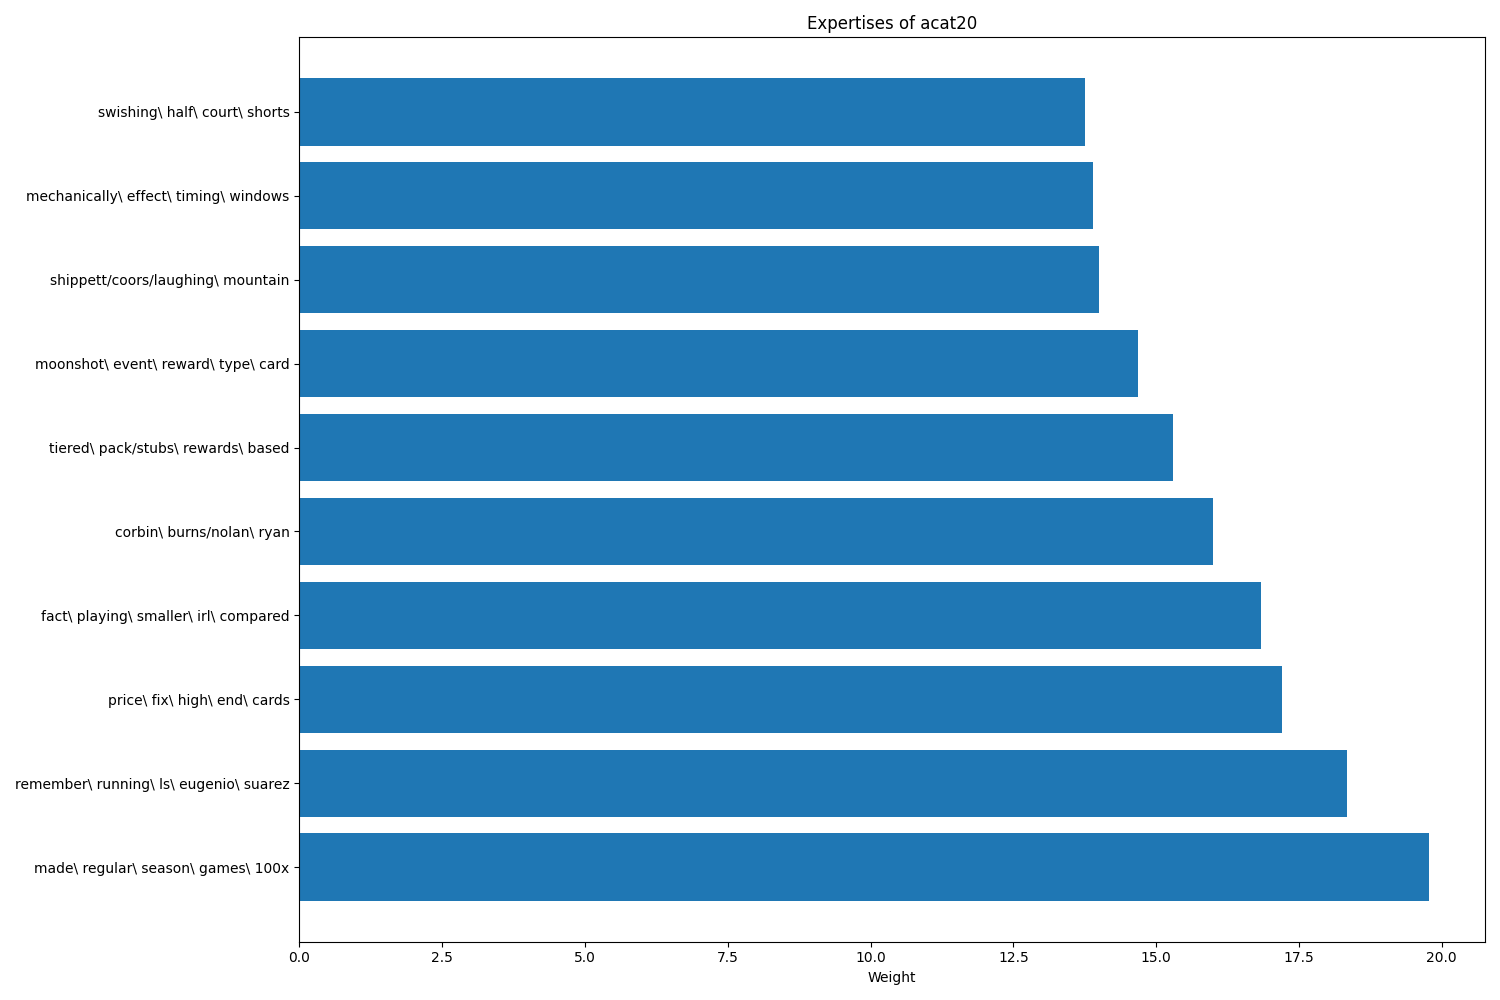 Expertises of acat20
swishing\ half\ court\ shorts
mechanically\ effect\ timing\ windows
shippett/coors/laughing\ mountain
moonshot\ event\ reward\ type\ card
tiered\ pack/stubs\ rewards\ based
corbin\ burns/nolan\ ryan
fact\ playing\ smaller\ irl\ compared
price\ fix\ high\ end\ cards
remember\ running\ ls\ eugenio\ suarez
made\ regular\ season\ games\ 100x
0.0 2.5 5.0 7.5 10.0 12.5 15.0 17.5 20.0
Weight